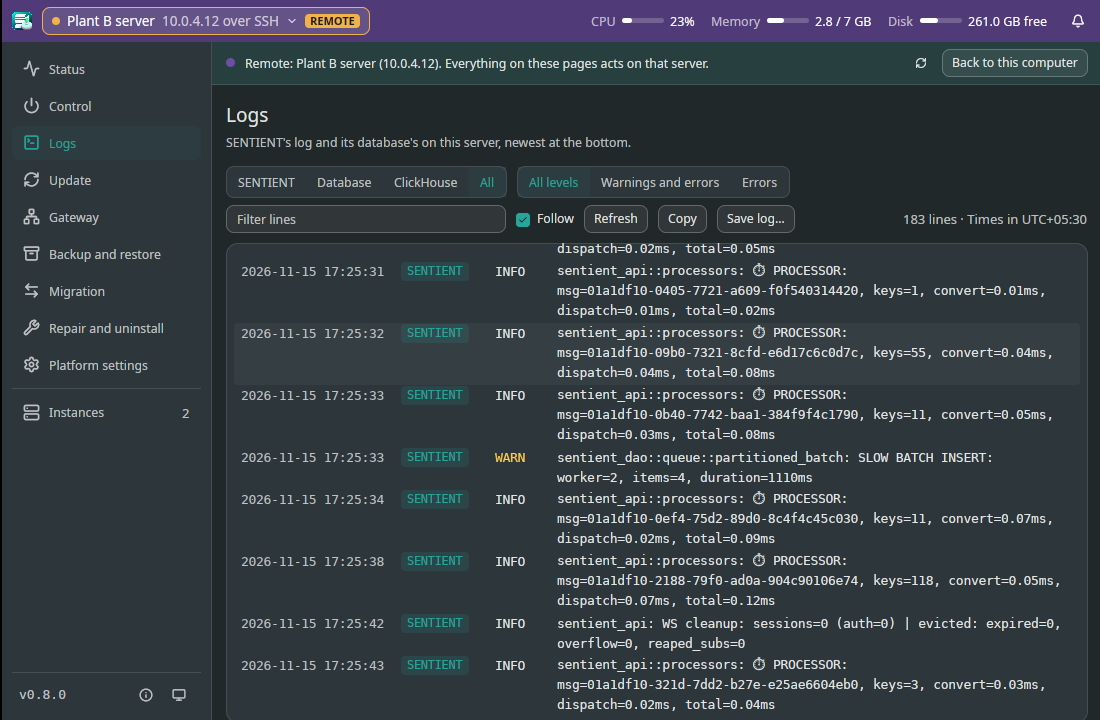 Plant B server 10.0.4.12 over SSH REMOTE CPU 23% Memory 2.8 / 7 GB Disk 261.0 GB free
Status
Control
Logs
Update
Gateway
Backup and restore
Migration
Repair and uninstall
Platform settings
Instances 2
v0.8.0
Remote: Plant B server (10.0.4.12). Everything on these pages acts on that server. Back to this computer
Logs
SENTIENT's log and its database's on this server, newest at the bottom.
SENTIENT Database ClickHouse All All levels Warnings and errors Errors
Filter lines Follow Refresh Copy Save log... 183 lines · Times in UTC+05:30
dispatch=0.02ms, total=0.05ms
2026-11-15 17:25:31 SENTIENT INFO sentient_api::processors: ⏱ PROCESSOR:
msg=01a1df10-0405-7721-a609-f0f540314420, keys=1, convert=0.01ms,
dispatch=0.01ms, total=0.02ms
2026-11-15 17:25:32 SENTIENT INFO sentient_api::processors: ⏱ PROCESSOR:
msg=01a1df10-09b0-7321-8cfd-e6d17c6c0d7c, keys=55, convert=0.04ms,
dispatch=0.04ms, total=0.08ms
2026-11-15 17:25:33 SENTIENT INFO sentient_api::processors: ⏱ PROCESSOR:
msg=01a1df10-0b40-7742-baa1-384f9f4c1790, keys=11, convert=0.05ms,
dispatch=0.03ms, total=0.08ms
2026-11-15 17:25:33 SENTIENT WARN sentient_dao::queue::partitioned_batch: SLOW BATCH INSERT:
worker=2, items=4, duration=1110ms
2026-11-15 17:25:34 SENTIENT INFO sentient_api::processors: ⏱ PROCESSOR:
msg=01a1df10-0ef4-75d2-89d0-8c4f4c45c030, keys=11, convert=0.07ms,
dispatch=0.02ms, total=0.09ms
2026-11-15 17:25:38 SENTIENT INFO sentient_api::processors: ⏱ PROCESSOR:
msg=01a1df10-2188-79f0-ad0a-904c90106e74, keys=118, convert=0.05ms,
dispatch=0.07ms, total=0.12ms
2026-11-15 17:25:42 SENTIENT INFO sentient_api: WS cleanup: sessions=0 (auth=0) | evicted: expired=0,
overflow=0, reaped_subs=0
2026-11-15 17:25:43 SENTIENT INFO sentient_api::processors: ⏱ PROCESSOR:
msg=01a1df10-321d-7dd2-b27e-e25ae6604eb0, keys=3, convert=0.03ms,
dispatch=0.02ms, total=0.04ms